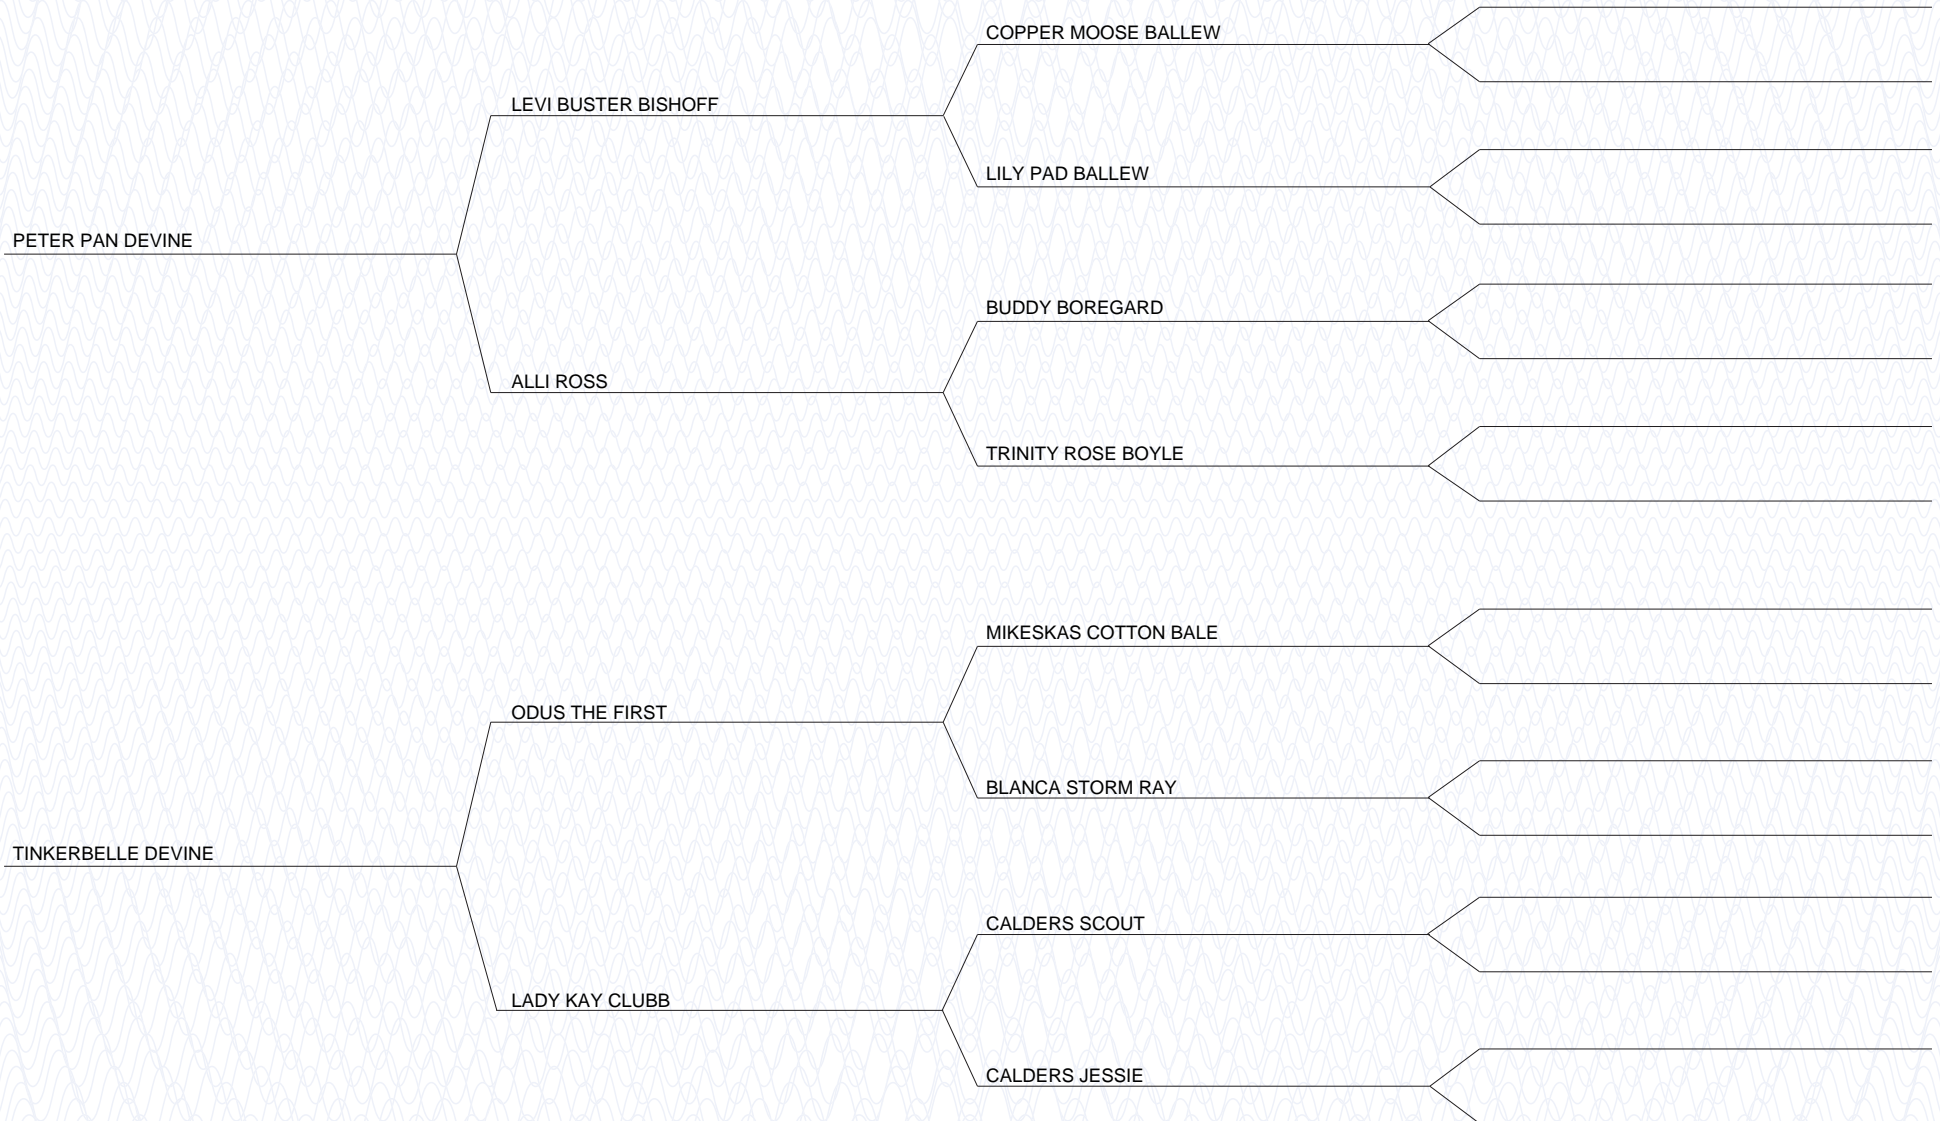 COPPER MOOSE BALLEW
LEVI BUSTER BISHOFF
LILY PAD BALLEW
PETER PAN DEVINE
BUDDY BOREGARD
ALLI ROSS
TRINITY ROSE BOYLE
MIKESKAS COTTON BALE
ODUS THE FIRST
BLANCA STORM RAY
TINKERBELLE DEVINE
CALDERS SCOUT
LADY KAY CLUBB
CALDERS JESSIE